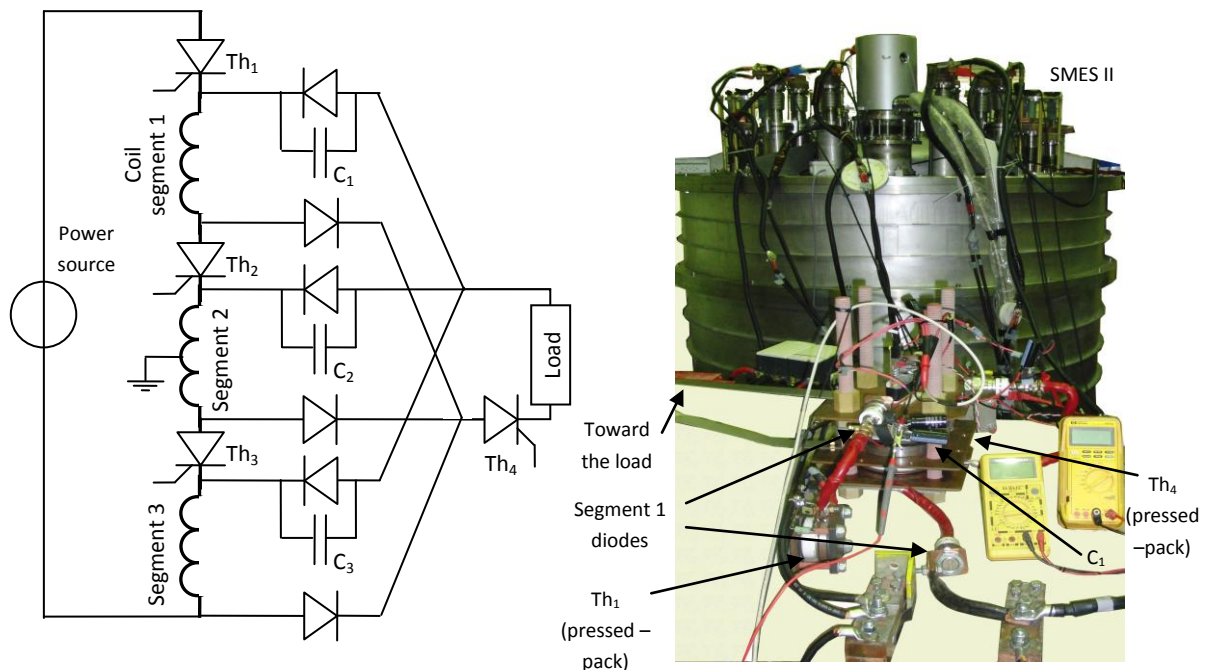 Th1
Coil
segment 1
C1
Power
source
Th2
Segment 2
C2
Load
Th4
Th3
Segment 3
C3
SMES II
Toward
the load
Segment 1
diodes
Th1
(pressed –
pack)
Th4
(pressed
–pack)
C1